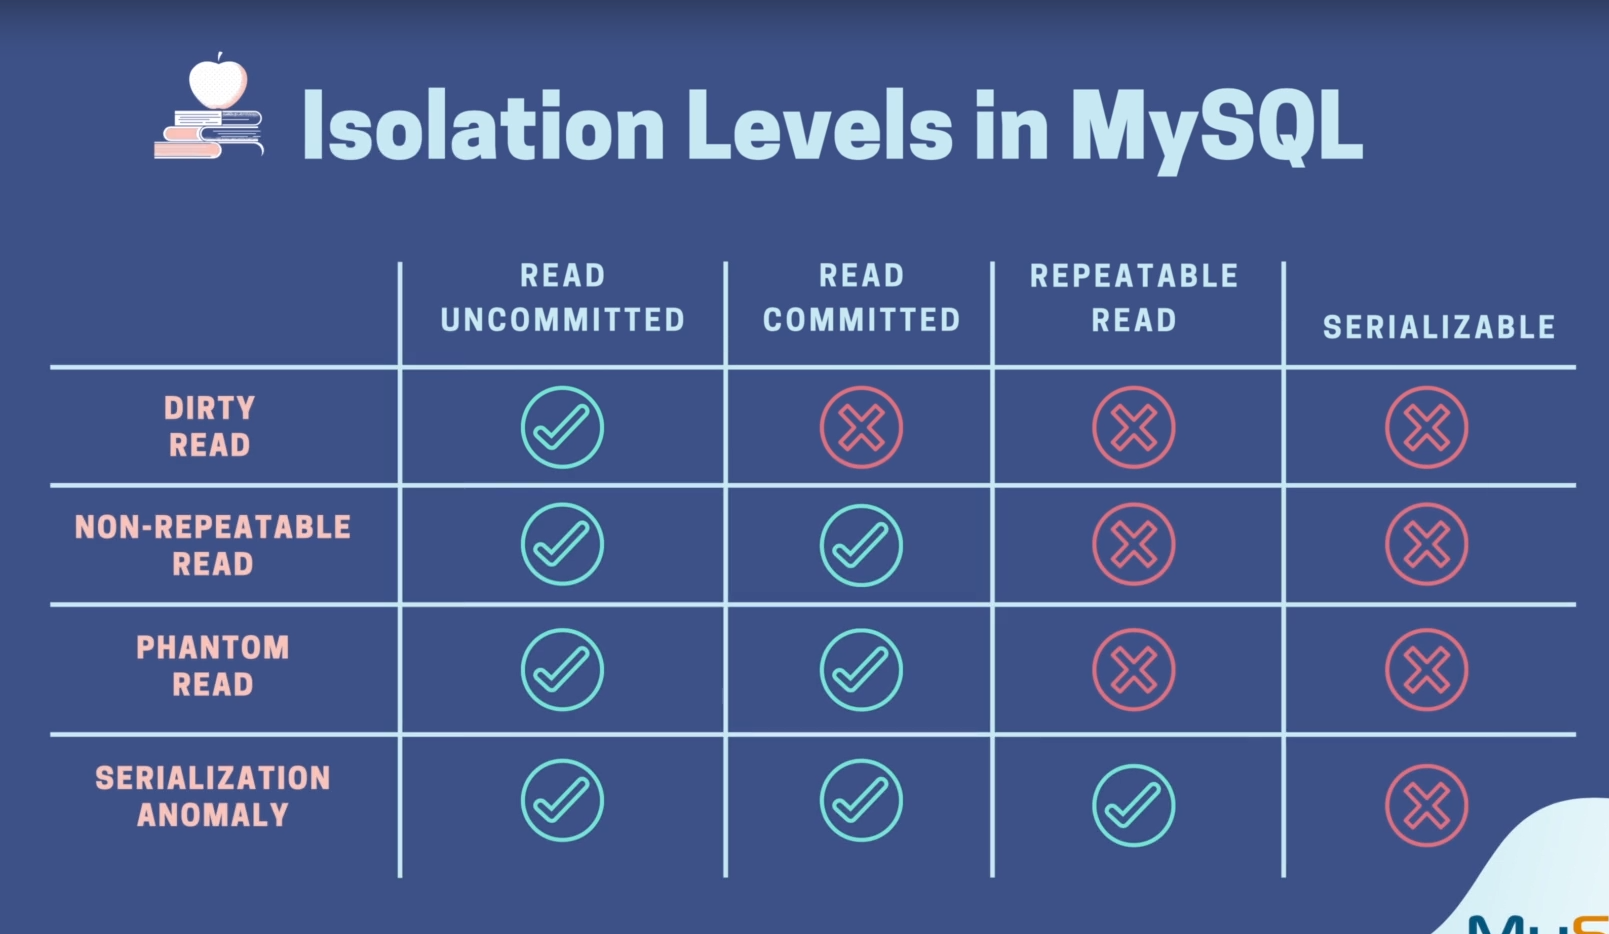 Isolation Levels in MySQL
READ
UNCOMMITTED
READ
COMMITTED
REPEATABLE
READ
SERIALIZABLE
DIRTY
READ
NON-REPEATABLE
READ
PHANTOM
READ
SERIALIZATION
ANOMALY